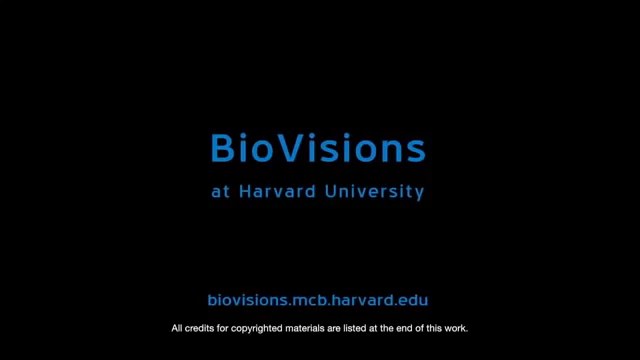 BioVisions
at Harvard University
biovisions.mcb.harvard.edu
All credits for copyrighted materials are listed at the end of this work.